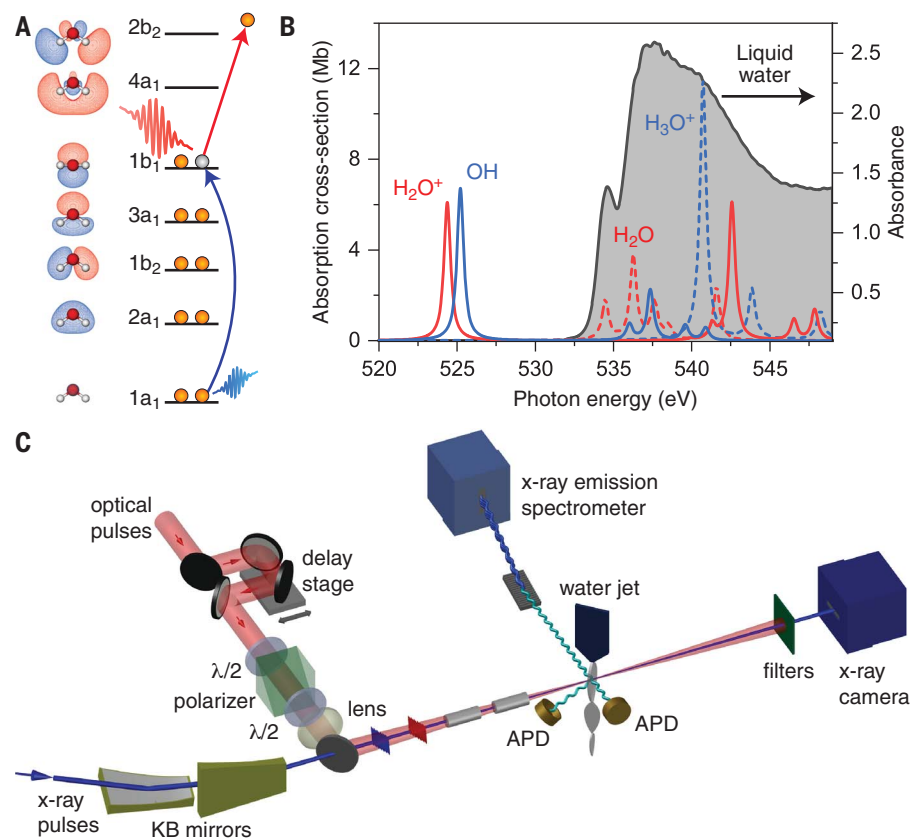 A
2b₂
4a₁
1b₁
3a₁
1b₂
2a₁
1a₁
B
Absorption cross-section (Mb)
12
8
4
0
H₂O⁺
OH
H₂O
H₃O⁺
Liquid
water
2.5
2.0
1.5
1.0
0.5
Absorbance
520
525
530
535
540
545
Photon energy (eV)
C
optical
pulses
delay
stage
λ/2
polarizer
λ/2
lens
x-ray
pulses
KB mirrors
x-ray emission
spectrometer
water jet
APD
APD
filters
x-ray
camera